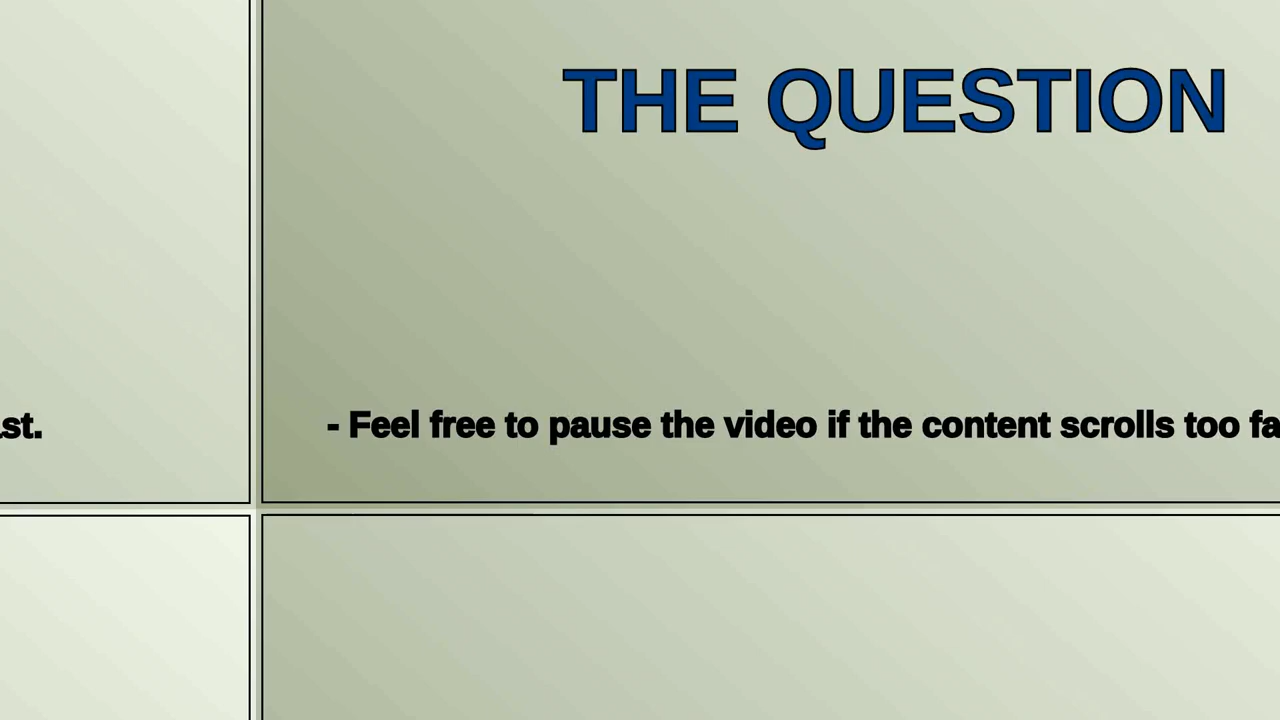 THE QUESTION
st.
- Feel free to pause the video if the content scrolls too fa